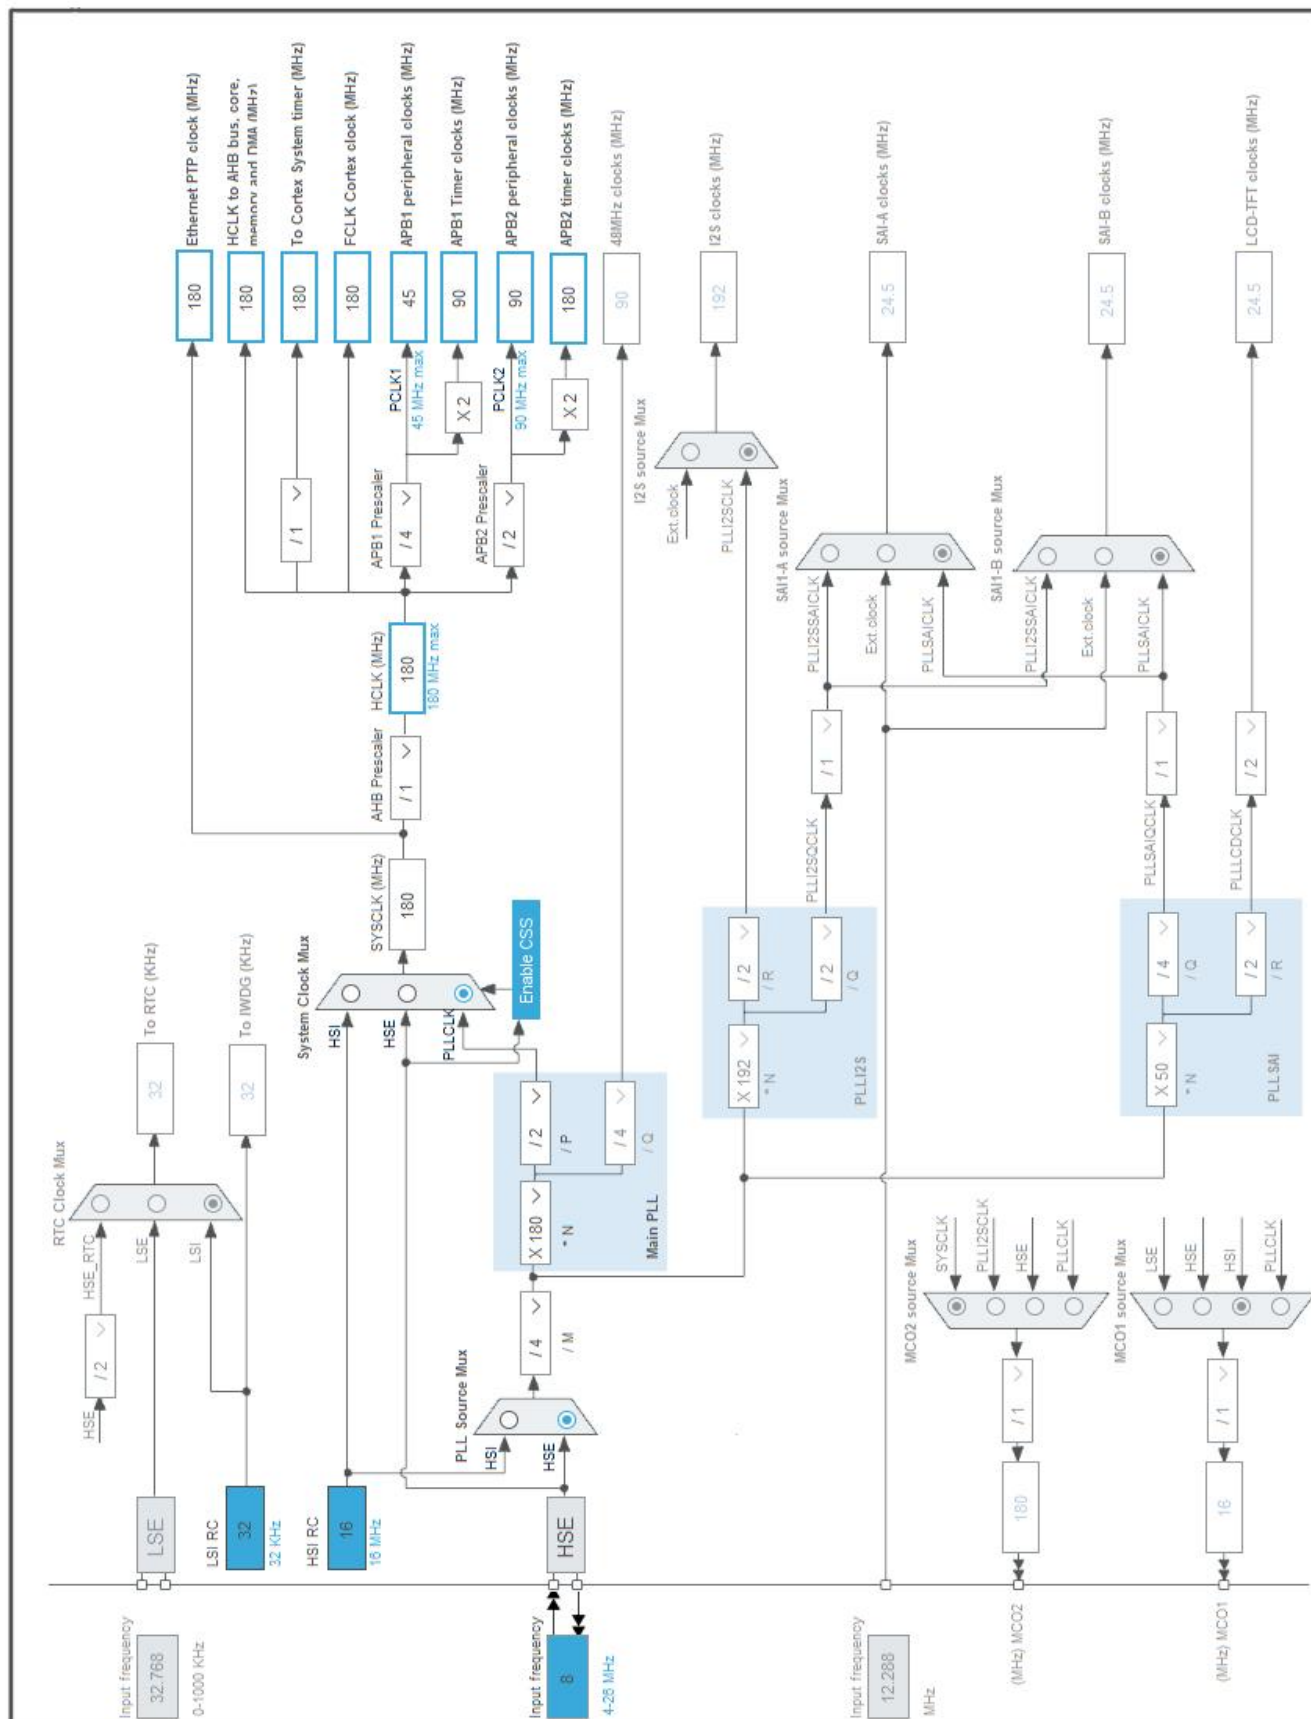 Input frequency
32.768
0-1000 KHz
LSE
HSE
/ 2
HSE_RTC
LSE
LSI
RTC Clock Mux
32
To RTC (KHz)
LSI RC
32
32 KHz
32
To IWDG (KHz)
HSI RC
16
16 MHz
Input frequency
8
4-26 MHz
HSE
PLL Source Mux
HSI
HSE
/ 4
/ M
X 180
* N
/ 2
/ P
/ 4
/ Q
Main PLL
System Clock Mux
HSI
HSE
PLLCLK
Enable CSS
SYSCLK (MHz)
180
AHB Prescaler
/ 1
HCLK (MHz)
180
180 MHz max
180
Ethernet PTP clock (MHz)
180
HCLK to AHB bus, core,
memory and DMA (MHz)
/ 1
180
To Cortex System timer (MHz)
180
FCLK Cortex clock (MHz)
APB1 Prescaler
/ 4
PCLK1
45 MHz max
45
APB1 peripheral clocks (MHz)
X 2
90
APB1 Timer clocks (MHz)
APB2 Prescaler
/ 2
PCLK2
90 MHz max
90
APB2 peripheral clocks (MHz)
X 2
180
APB2 timer clocks (MHz)
90
48MHz clocks (MHz)
I2S source Mux
Ext.clock
PLLI2SCLK
192
I2S clocks (MHz)
X 192
* N
/ 2
/ R
/ 2
/ Q
PLLI2S
PLLI2SQCLK
/ 1
SAI1-A source Mux
PLLI2SSAICLK
Ext.clock
PLLSAICLK
24.5
SAI-A clocks (MHz)
SAI1-B source Mux
PLLI2SSAICLK
Ext.clock
PLLSAICLK
24.5
SAI-B clocks (MHz)
X 50
* N
/ 4
/ Q
/ 2
/ R
PLLSAI
PLLSAIQCLK
/ 1
PLLLCDCLK
/ 2
24.5
LCD-TFT clocks (MHz)
Input frequency
12.288
MHz
MCO2 source Mux
SYSCLK
PLLI2SCLK
HSE
PLLCLK
/ 1
180
(MHz) MCO2
MCO1 source Mux
LSE
HSE
HSI
PLLCLK
/ 1
16
(MHz) MCO1